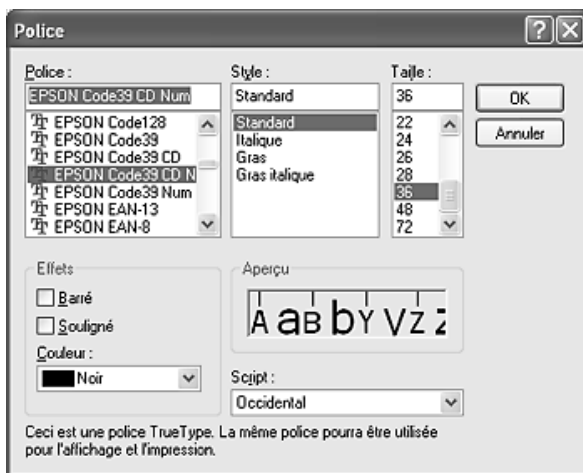 Police
Police :
EPSON Code39 CD Num
EPSON Code128
EPSON Code39
EPSON Code39 CD
EPSON Code39 CD N
EPSON Code39 Num
EPSON EAN-13
EPSON EAN-8
Style :
Standard
Standard
Italique
Gras
Gras italique
Taille :
36
22
24
26
28
36
48
72
OK
Annuler
Effets
Barré
Souligné
Couleur :
Noir
Aperçu
AaBbYyZz
Script :
Occidental
Ceci est une police TrueType. La même police pourra être utilisée
pour l'affichage et l'impression.